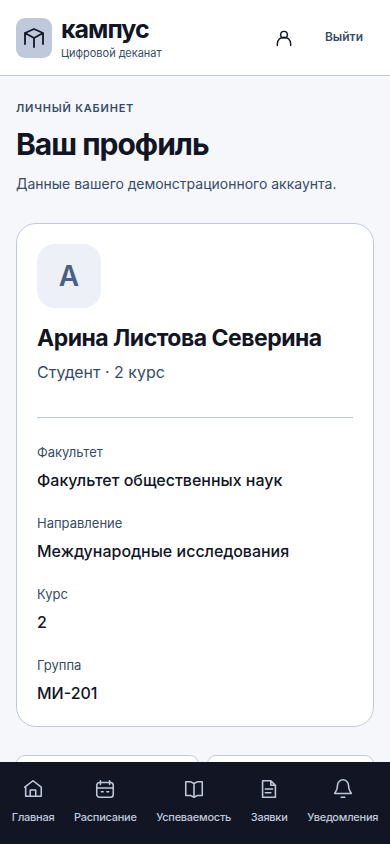 кампус
Цифровой деканат
Выйти
ЛИЧНЫЙ КАБИНЕТ
Ваш профиль
Данные вашего демонстрационного аккаунта.
А
Арина Листова Северина
Студент · 2 курс
Факультет
Факультет общественных наук
Направление
Международные исследования
Курс
2
Группа
МИ-201
Главная
Расписание
Успеваемость
Заявки
Уведомления